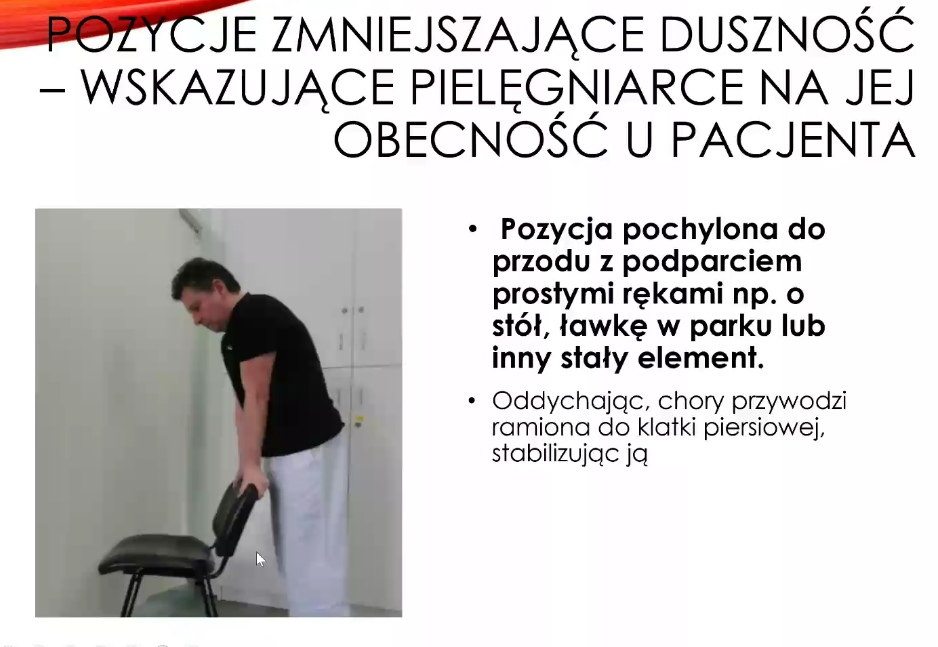 POZYCJE ZMNIEJSZAJĄCE DUSZNOŚĆ
– WSKAZUJĄCE PIELĘGNIARCE NA JEJ
OBECNOŚĆ U PACJENTA
• Pozycja pochylona do
przodu z podparciem
prostymi rękami np. o
stół, ławkę w parku lub
inny stały element.
• Oddychając, chory przywodzi
ramiona do klatki piersiowej,
stabilizując ją